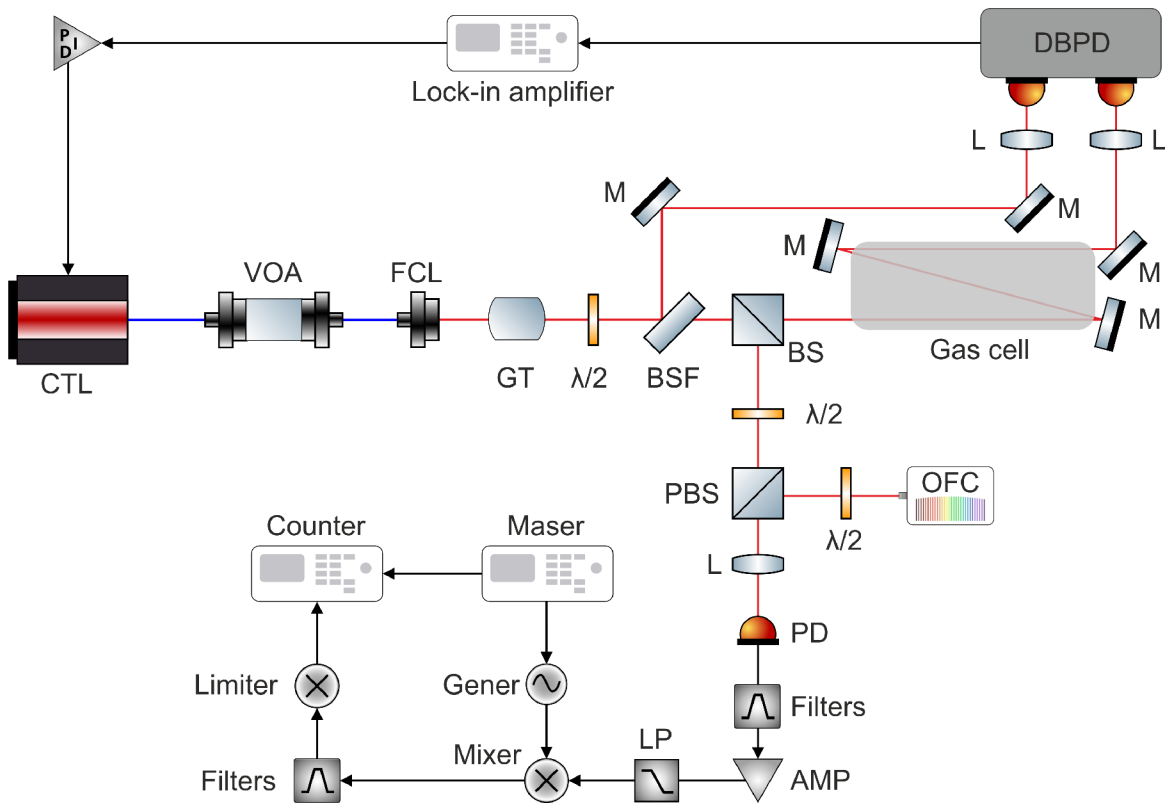 P I
D
DBPD
Lock-in amplifier
L
L
M
M
M
M
VOA
FCL
M
CTL
GT
λ/2
BSF
BS
Gas cell
λ/2
PBS
OFC
λ/2
Counter
Maser
L
PD
Limiter
Gener
Filters
LP
Mixer
Filters
AMP